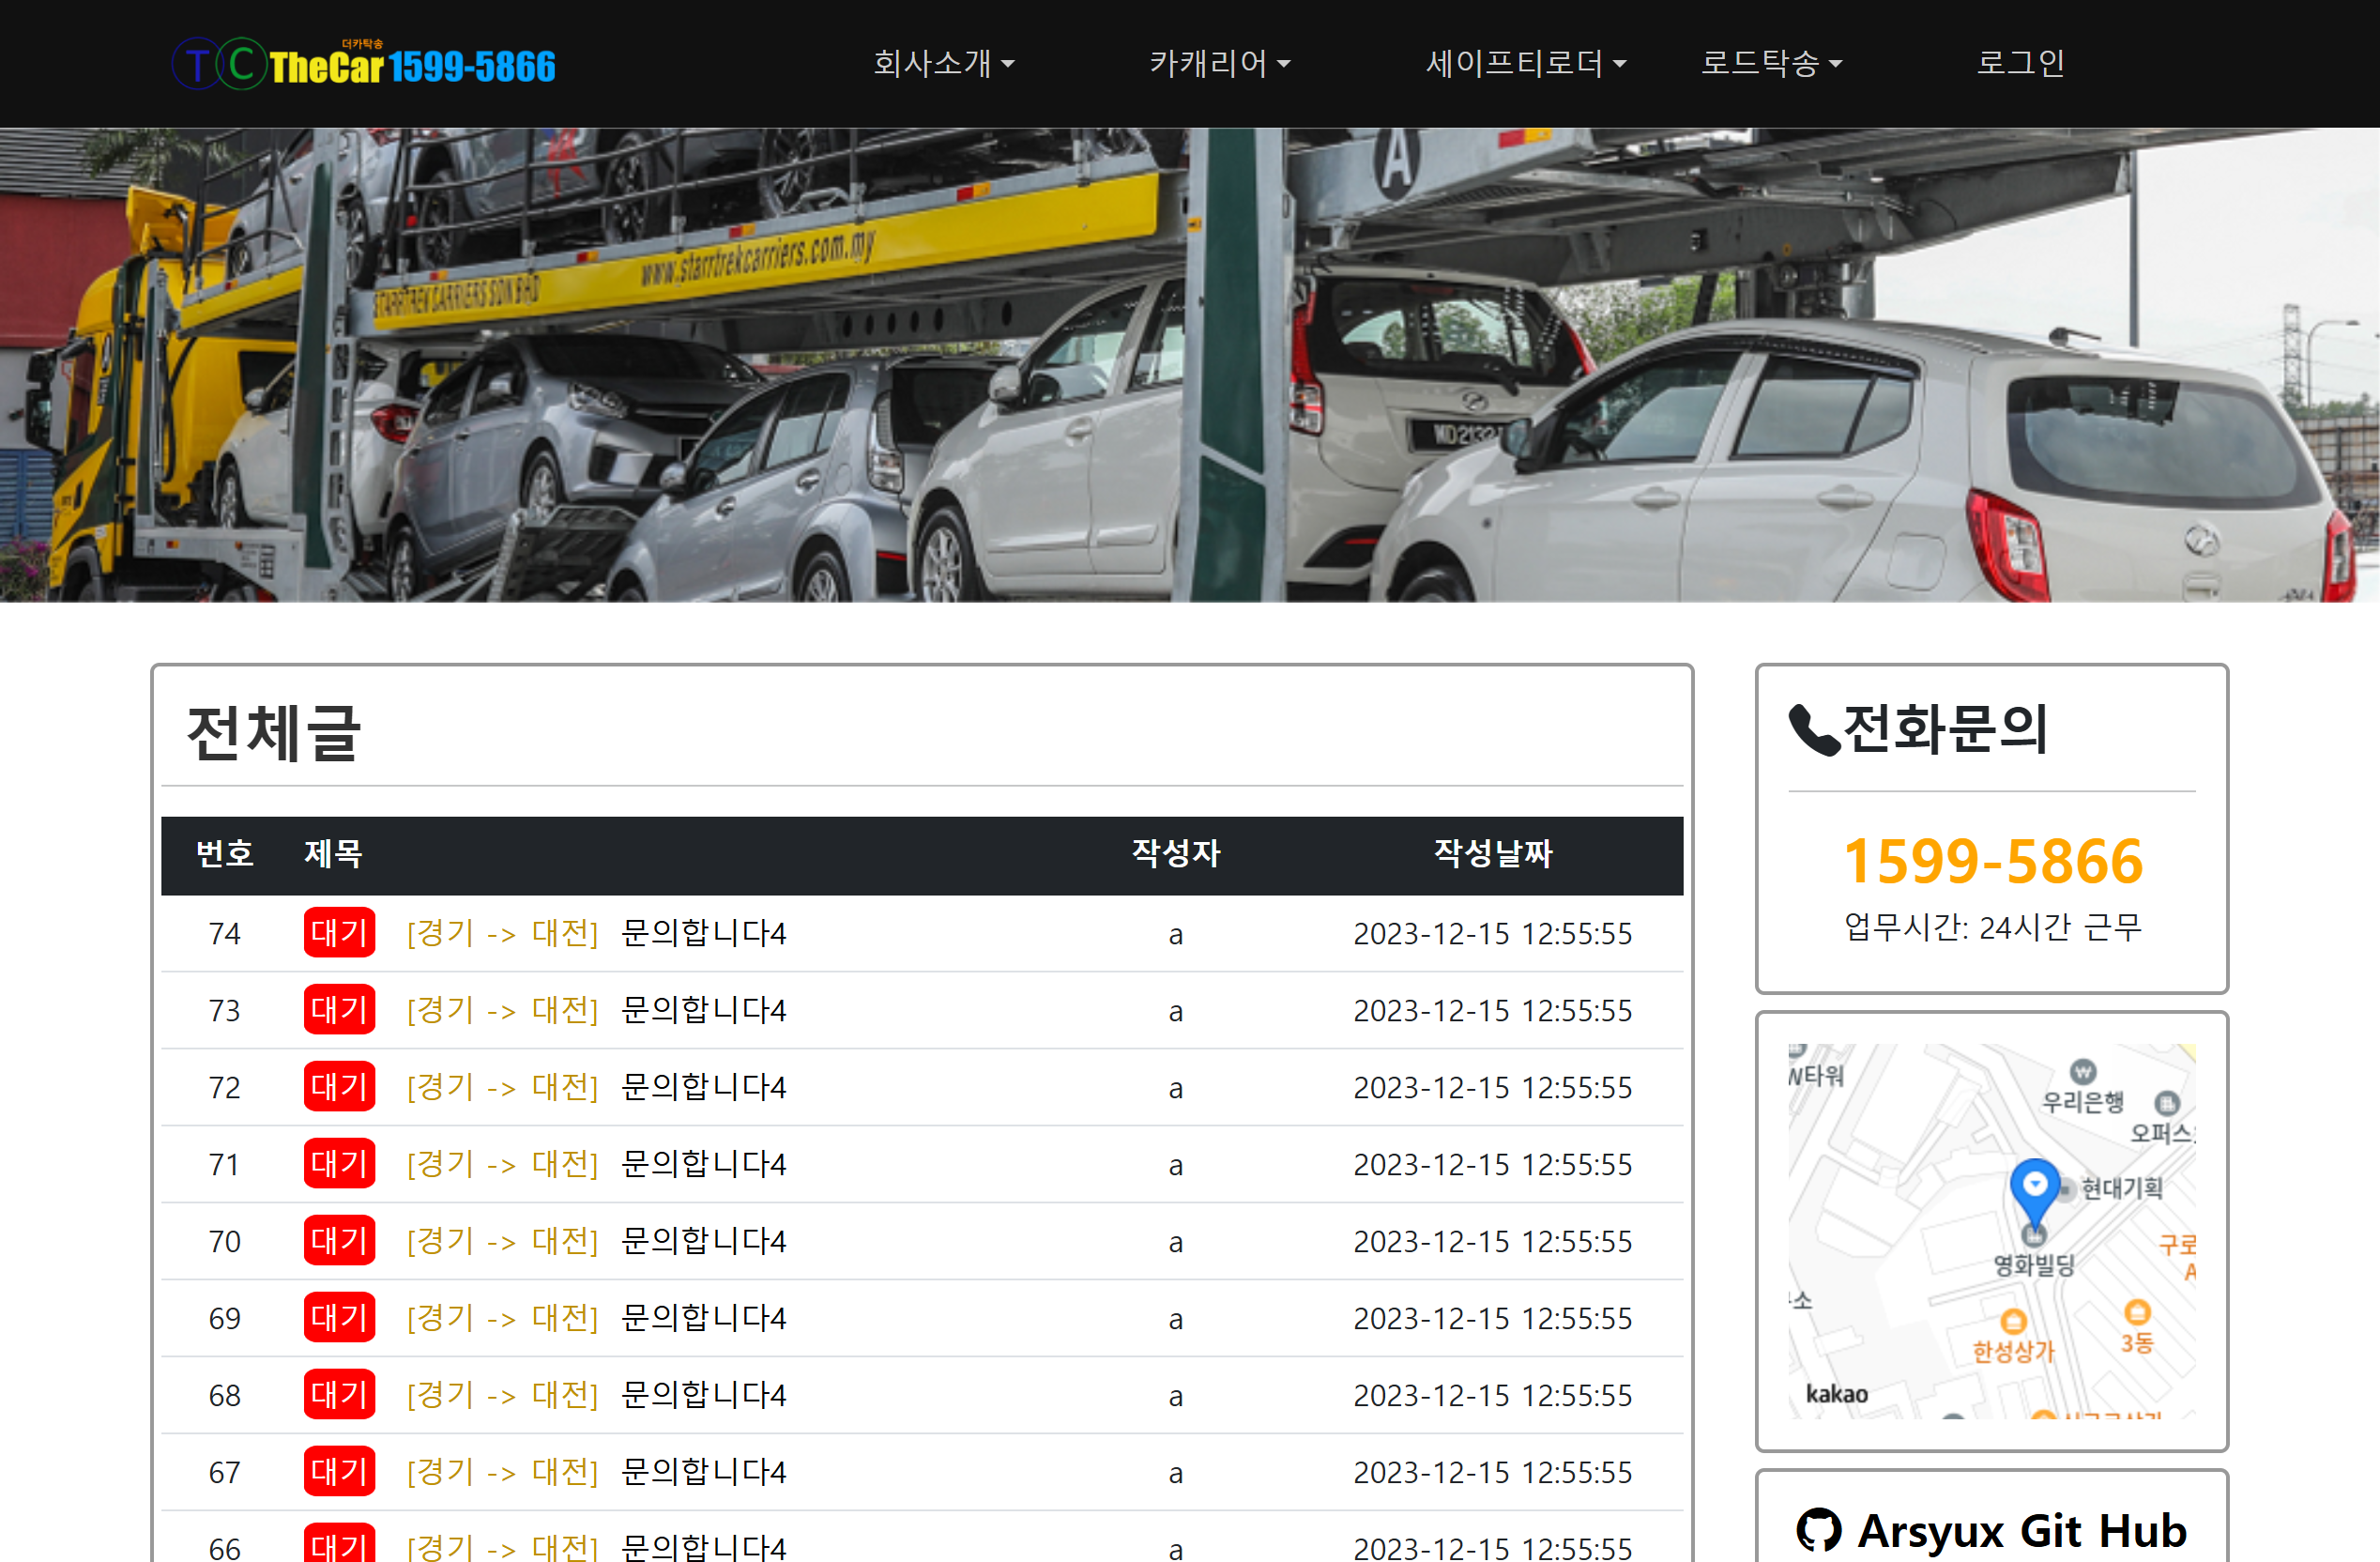 T C 더카탁송 TheCar 1599-5866
회사소개 카캐리어 세이프티로더 로드탁송 로그인
A
STARRTREK CARRIERS SDN BHD www.starrtrekcarriers.com.my
전체글
번호 제목 작성자 작성날짜
74 대기 [경기 -> 대전] 문의합니다4 a 2023-12-15 12:55:55
73 대기 [경기 -> 대전] 문의합니다4 a 2023-12-15 12:55:55
72 대기 [경기 -> 대전] 문의합니다4 a 2023-12-15 12:55:55
71 대기 [경기 -> 대전] 문의합니다4 a 2023-12-15 12:55:55
70 대기 [경기 -> 대전] 문의합니다4 a 2023-12-15 12:55:55
69 대기 [경기 -> 대전] 문의합니다4 a 2023-12-15 12:55:55
68 대기 [경기 -> 대전] 문의합니다4 a 2023-12-15 12:55:55
67 대기 [경기 -> 대전] 문의합니다4 a 2023-12-15 12:55:55
66 대기 [경기 -> 대전] 문의합니다4 a 2023-12-15 12:55:55
전화문의
1599-5866
업무시간: 24시간 근무
W타워
우리은행
오퍼스
현대기획
구로
A
영화빌딩
소
한성상가
3동
kakao
Arsyux Git Hub